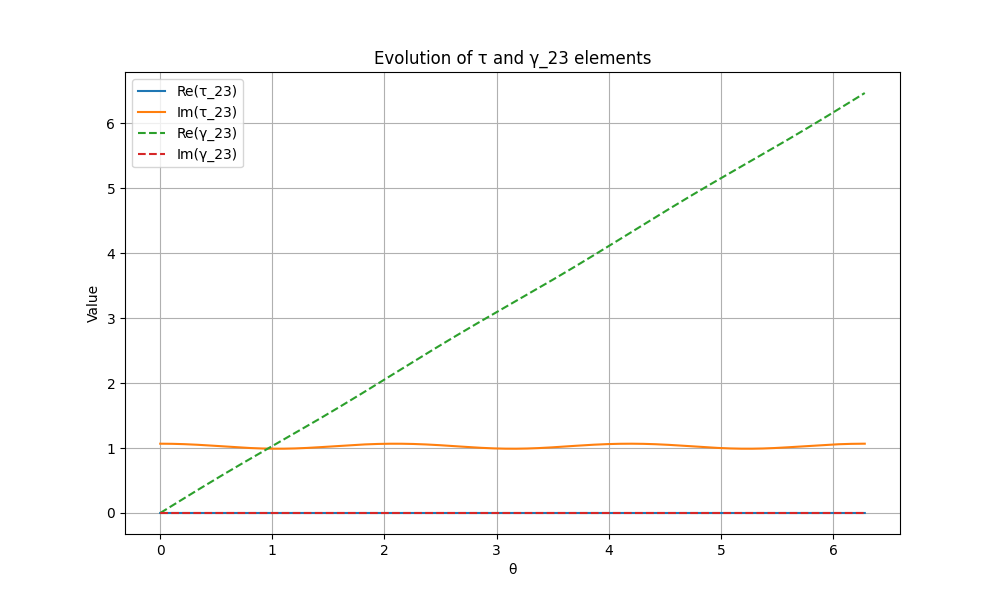 Evolution of τ and γ_23 elements
Re(τ_23)
Im(τ_23)
Re(γ_23)
Im(γ_23)
Value
6
5
4
3
2
1
0
0 1 2 3 4 5 6
θ